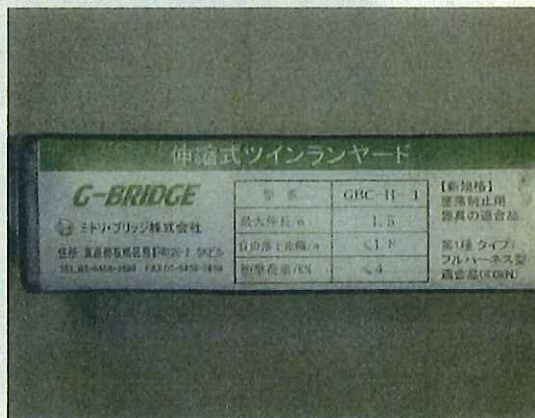 伸縮式ツインランヤード
G-BRIDGE
ミドリ・ブリッジ株式会社
住所
型番 GBC-H-1
最大伸長/m 1.5
自由落下距離/m <1.8
衝撃荷重/KN <4
【新規格】
墜落制止用
器具の適合品
第1種 タイプ1
フルハーネス型
適合品